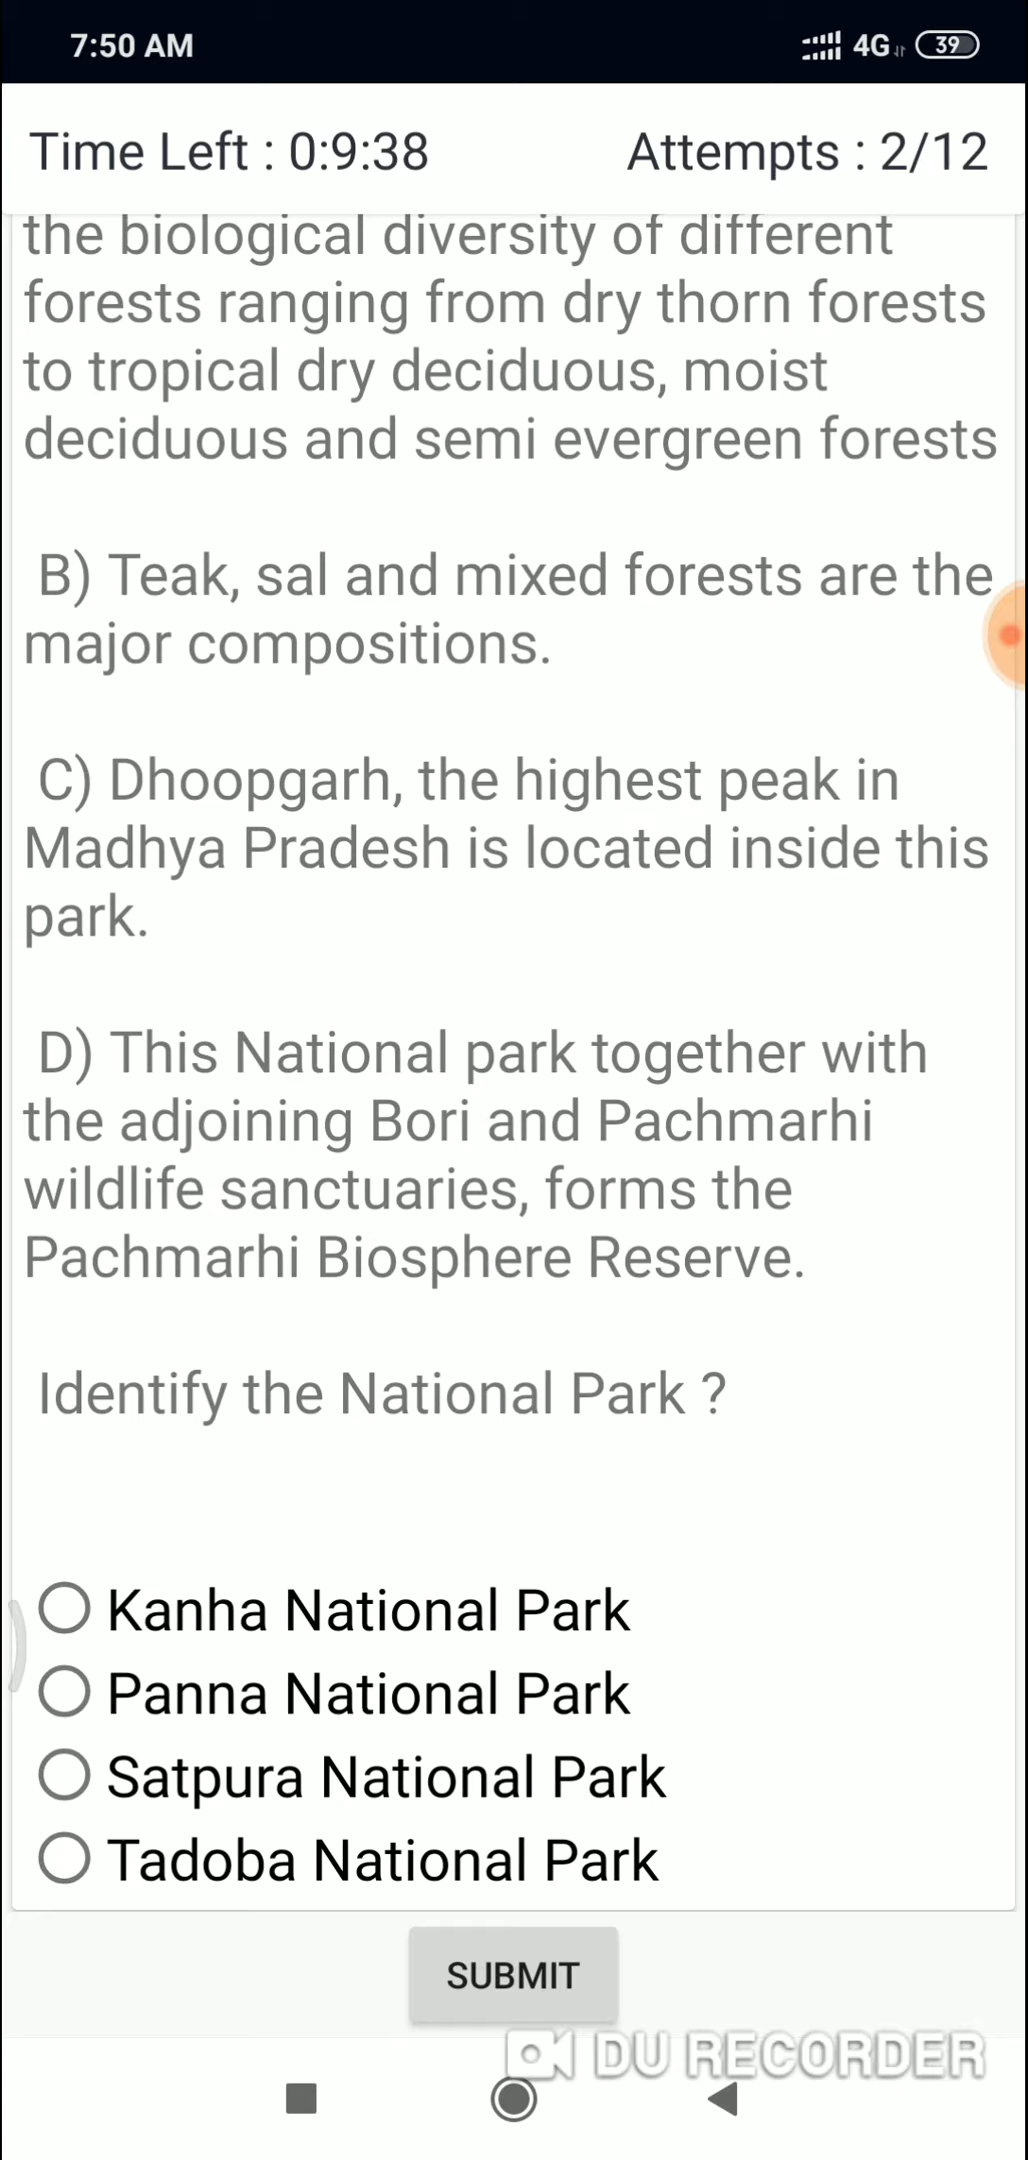 7:50 AM
4G
39
Time Left : 0:9:38
Attempts : 2/12
the biological diversity of different
forests ranging from dry thorn forests
to tropical dry deciduous, moist
deciduous and semi evergreen forests
B) Teak, sal and mixed forests are the
major compositions.
C) Dhoopgarh, the highest peak in
Madhya Pradesh is located inside this
park.
D) This National park together with
the adjoining Bori and Pachmarhi
wildlife sanctuaries, forms the
Pachmarhi Biosphere Reserve.
Identify the National Park ?
Kanha National Park
Panna National Park
Satpura National Park
Tadoba National Park
SUBMIT
DU RECORDER